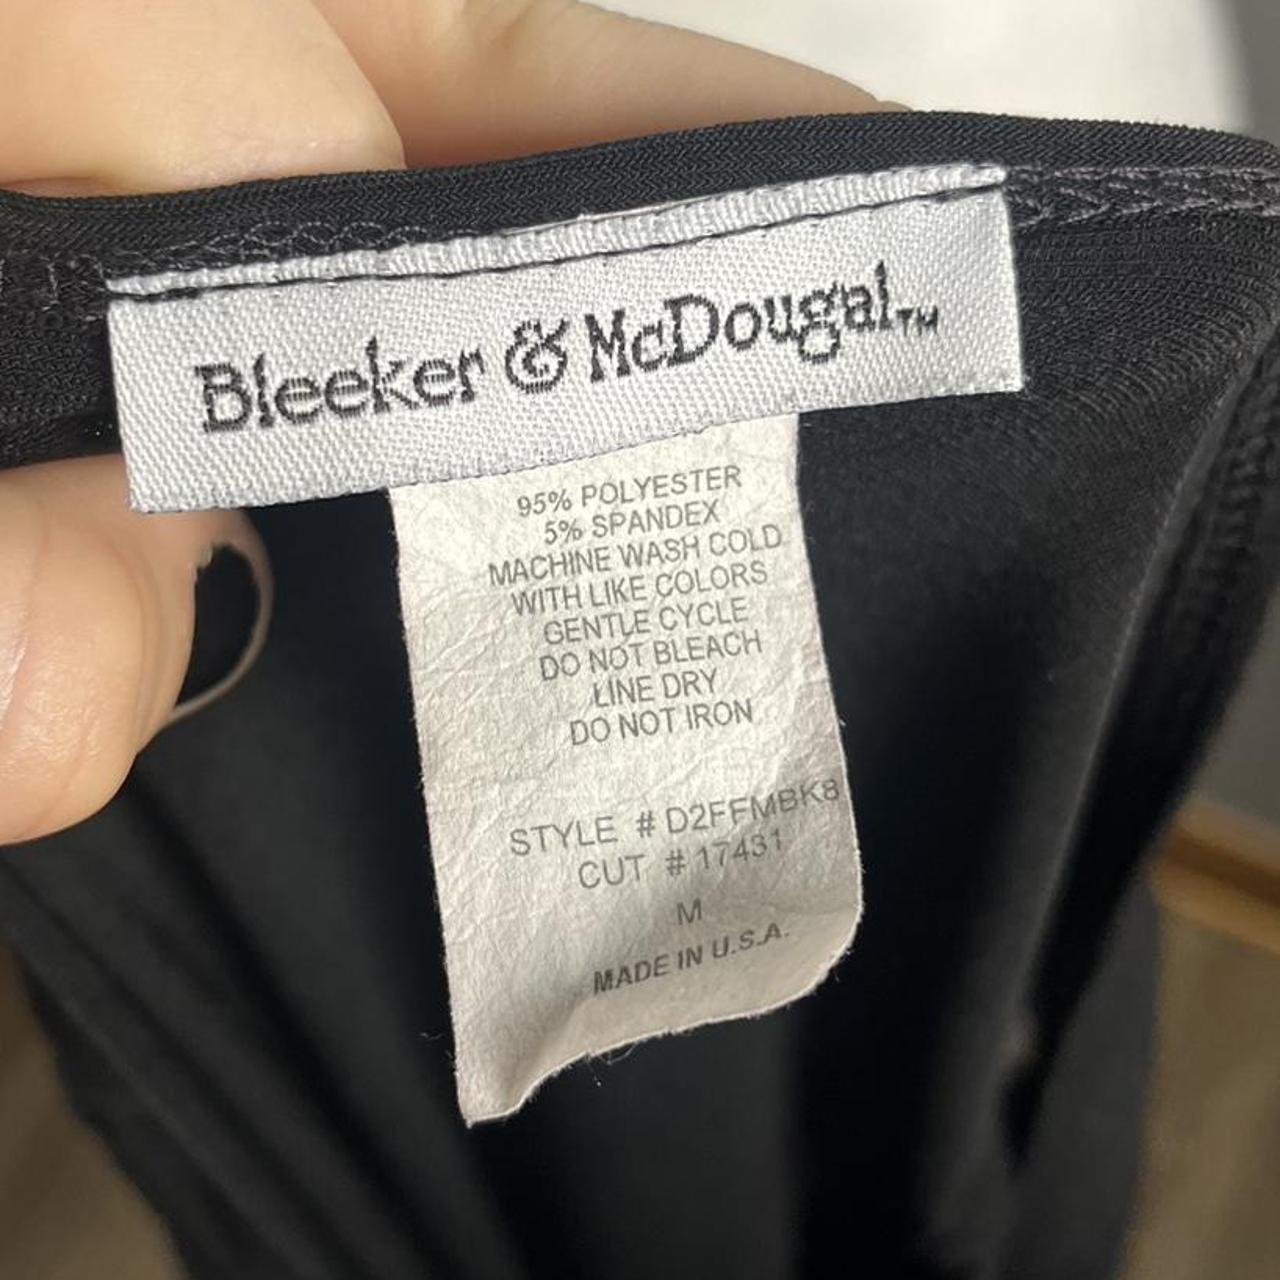 Bleeker & McDougal™
95% POLYESTER
5% SPANDEX
MACHINE WASH COLD
WITH LIKE COLORS
GENTLE CYCLE
DO NOT BLEACH
LINE DRY
DO NOT IRON
STYLE # D2FFMBK8
CUT # 17431
M
MADE IN U.S.A.